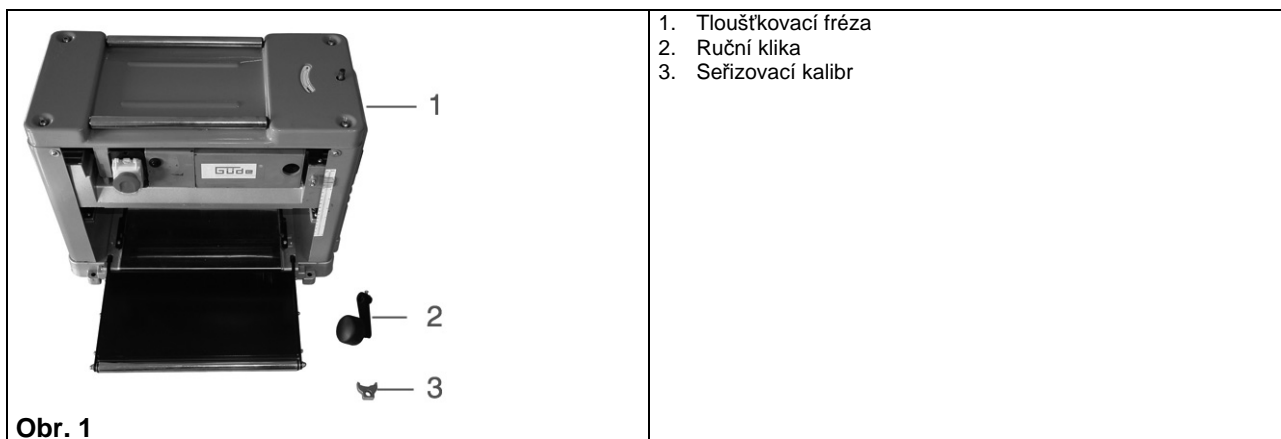 1
GÜde
2
3
Obr. 1
1. Tloušťkovací fréza
2. Ruční klika
3. Seřizovací kalibr